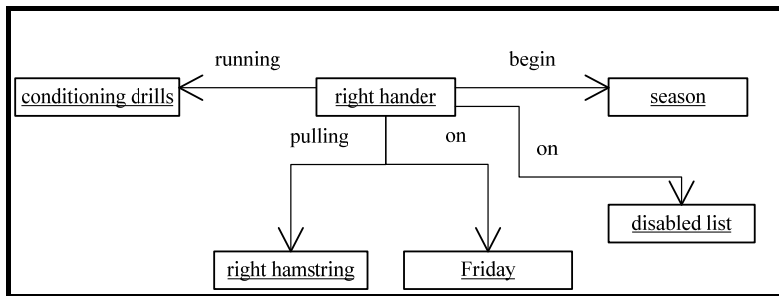 running
begin
conditioning drills
right hander
season
pulling
on
on
disabled list
right hamstring
Friday